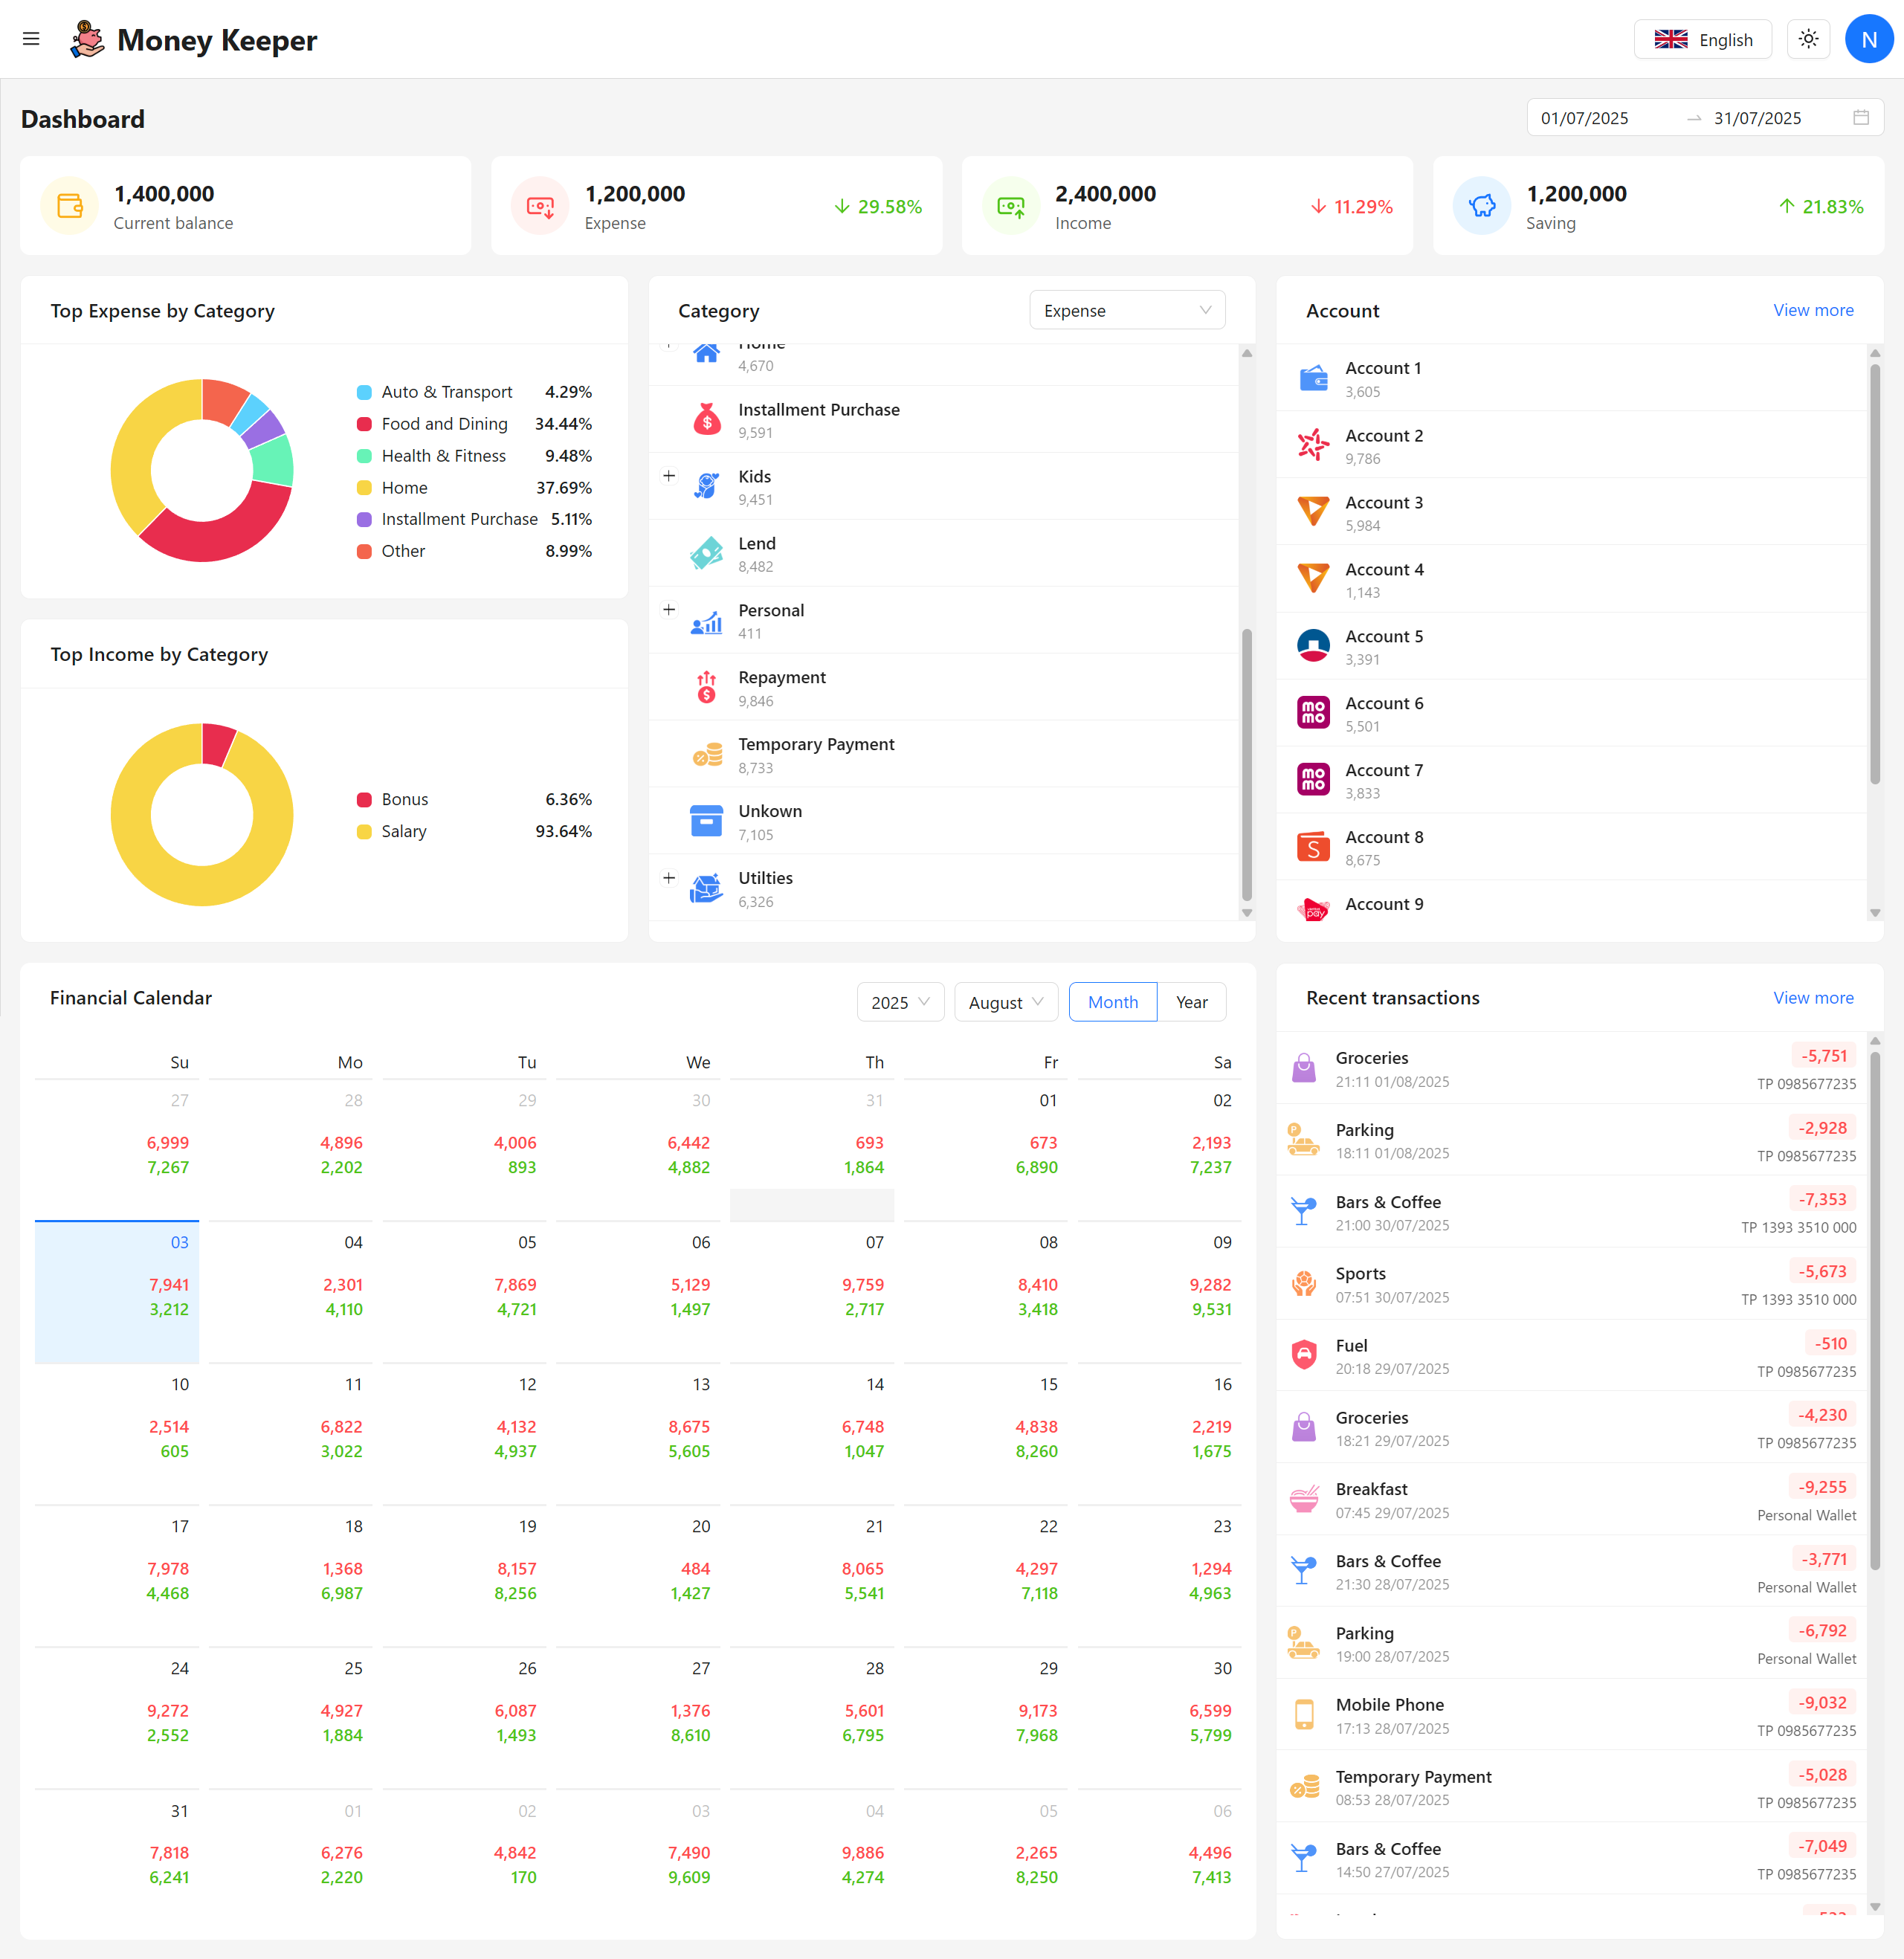 Money Keeper
English
N
Dashboard
01/07/2025
31/07/2025
1,400,000
Current balance
1,200,000
Expense
29.58%
2,400,000
Income
11.29%
1,200,000
Saving
21.83%
Top Expense by Category
Auto & Transport 4.29%
Food and Dining 34.44%
Health & Fitness 9.48%
Home 37.69%
Installment Purchase 5.11%
Other 8.99%
Top Income by Category
Bonus 6.36%
Salary 93.64%
Category
Expense
Home
4,670
Installment Purchase
9,591
Kids
9,451
Lend
8,482
Personal
411
Repayment
9,846
Temporary Payment
8,733
Unkown
7,105
Utilties
6,326
Account
View more
Account 1
3,605
Account 2
9,786
Account 3
5,984
Account 4
1,143
Account 5
3,391
momo
Account 6
5,501
momo
Account 7
3,833
S
Account 8
8,675
pay
Account 9
Financial Calendar
2025
August
Month
Year
Su Mo Tu We Th Fr Sa
27 28 29 30 31 01 02
6,999 4,896 4,006 6,442 693 673 2,193
7,267 2,202 893 4,882 1,864 6,890 7,237
03 04 05 06 07 08 09
7,941 2,301 7,869 5,129 9,759 8,410 9,282
3,212 4,110 4,721 1,497 2,717 3,418 9,531
10 11 12 13 14 15 16
2,514 6,822 4,132 8,675 6,748 4,838 2,219
605 3,022 4,937 5,605 1,047 8,260 1,675
17 18 19 20 21 22 23
7,978 1,368 8,157 484 8,065 4,297 1,294
4,468 6,987 8,256 1,427 5,541 7,118 4,963
24 25 26 27 28 29 30
9,272 4,927 6,087 1,376 5,601 9,173 6,599
2,552 1,884 1,493 8,610 6,795 7,968 5,799
31 01 02 03 04 05 06
7,818 6,276 4,842 7,490 9,886 2,265 4,496
6,241 2,220 170 9,609 4,274 8,250 7,413
Recent transactions
View more
Groceries -5,751
21:11 01/08/2025 TP 0985677235
Parking -2,928
18:11 01/08/2025 TP 0985677235
Bars & Coffee -7,353
21:00 30/07/2025 TP 1393 3510 000
Sports -5,673
07:51 30/07/2025 TP 1393 3510 000
Fuel -510
20:18 29/07/2025 TP 0985677235
Groceries -4,230
18:21 29/07/2025 TP 0985677235
Breakfast -9,255
07:45 29/07/2025 Personal Wallet
Bars & Coffee -3,771
21:30 28/07/2025 Personal Wallet
Parking -6,792
19:00 28/07/2025 Personal Wallet
Mobile Phone -9,032
17:13 28/07/2025 TP 0985677235
Temporary Payment -5,028
08:53 28/07/2025 TP 0985677235
Bars & Coffee -7,049
14:50 27/07/2025 TP 0985677235